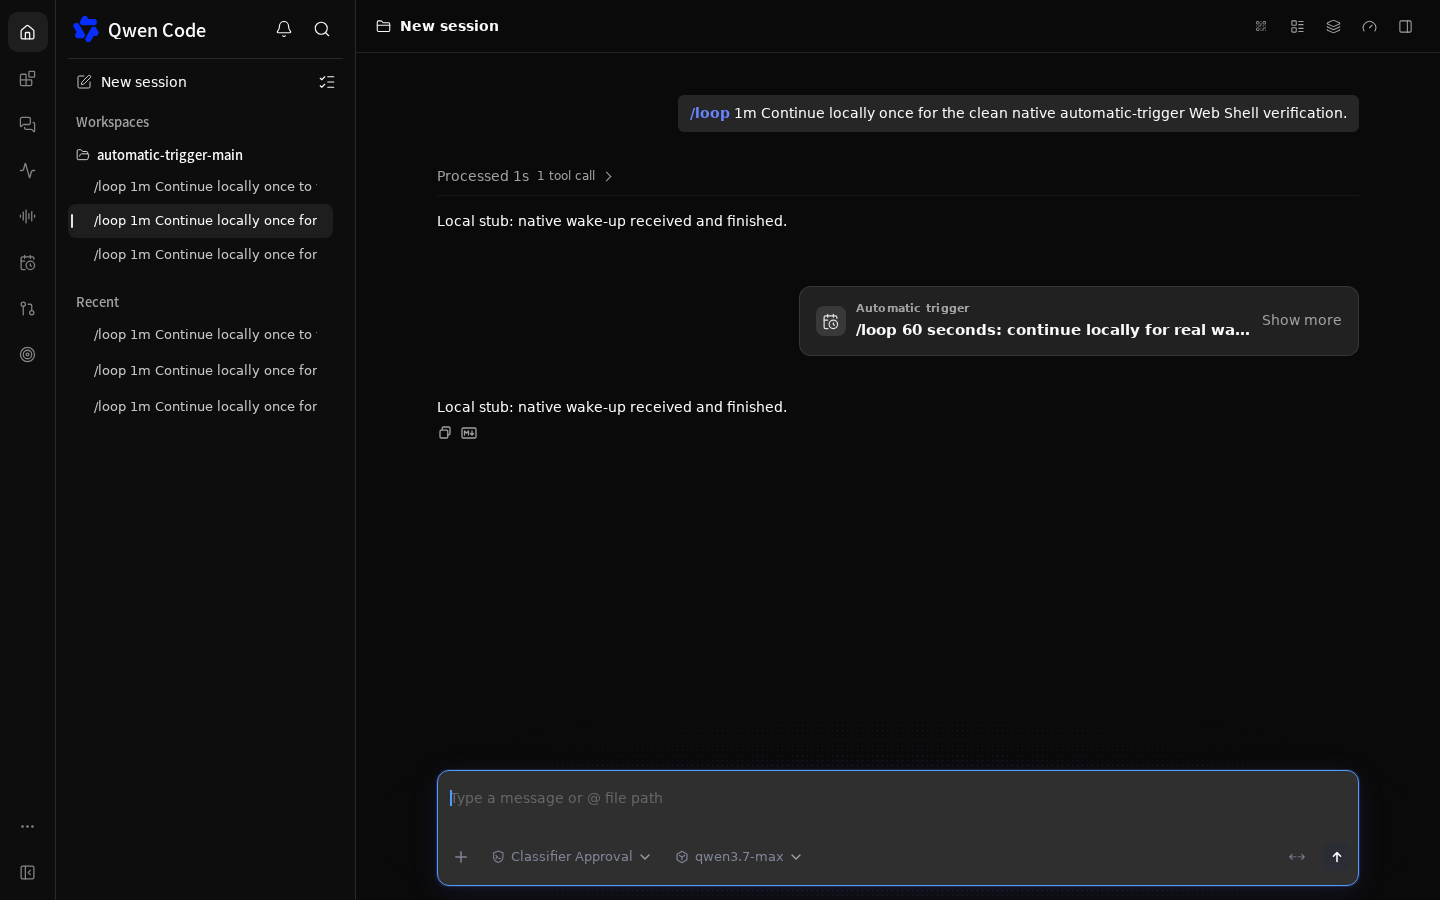 Qwen Code
New session
Workspaces
automatic-trigger-main
/loop 1m Continue locally once to
/loop 1m Continue locally once for
/loop 1m Continue locally once for
Recent
/loop 1m Continue locally once to
/loop 1m Continue locally once for
/loop 1m Continue locally once for
New session
/loop 1m Continue locally once for the clean native automatic-trigger Web Shell verification.
Processed 1s 1 tool call
Local stub: native wake-up received and finished.
Automatic trigger
/loop 60 seconds: continue locally for real wa...
Show more
Local stub: native wake-up received and finished.
M↓
Type a message or @ file path
Classifier Approval
qwen3.7-max